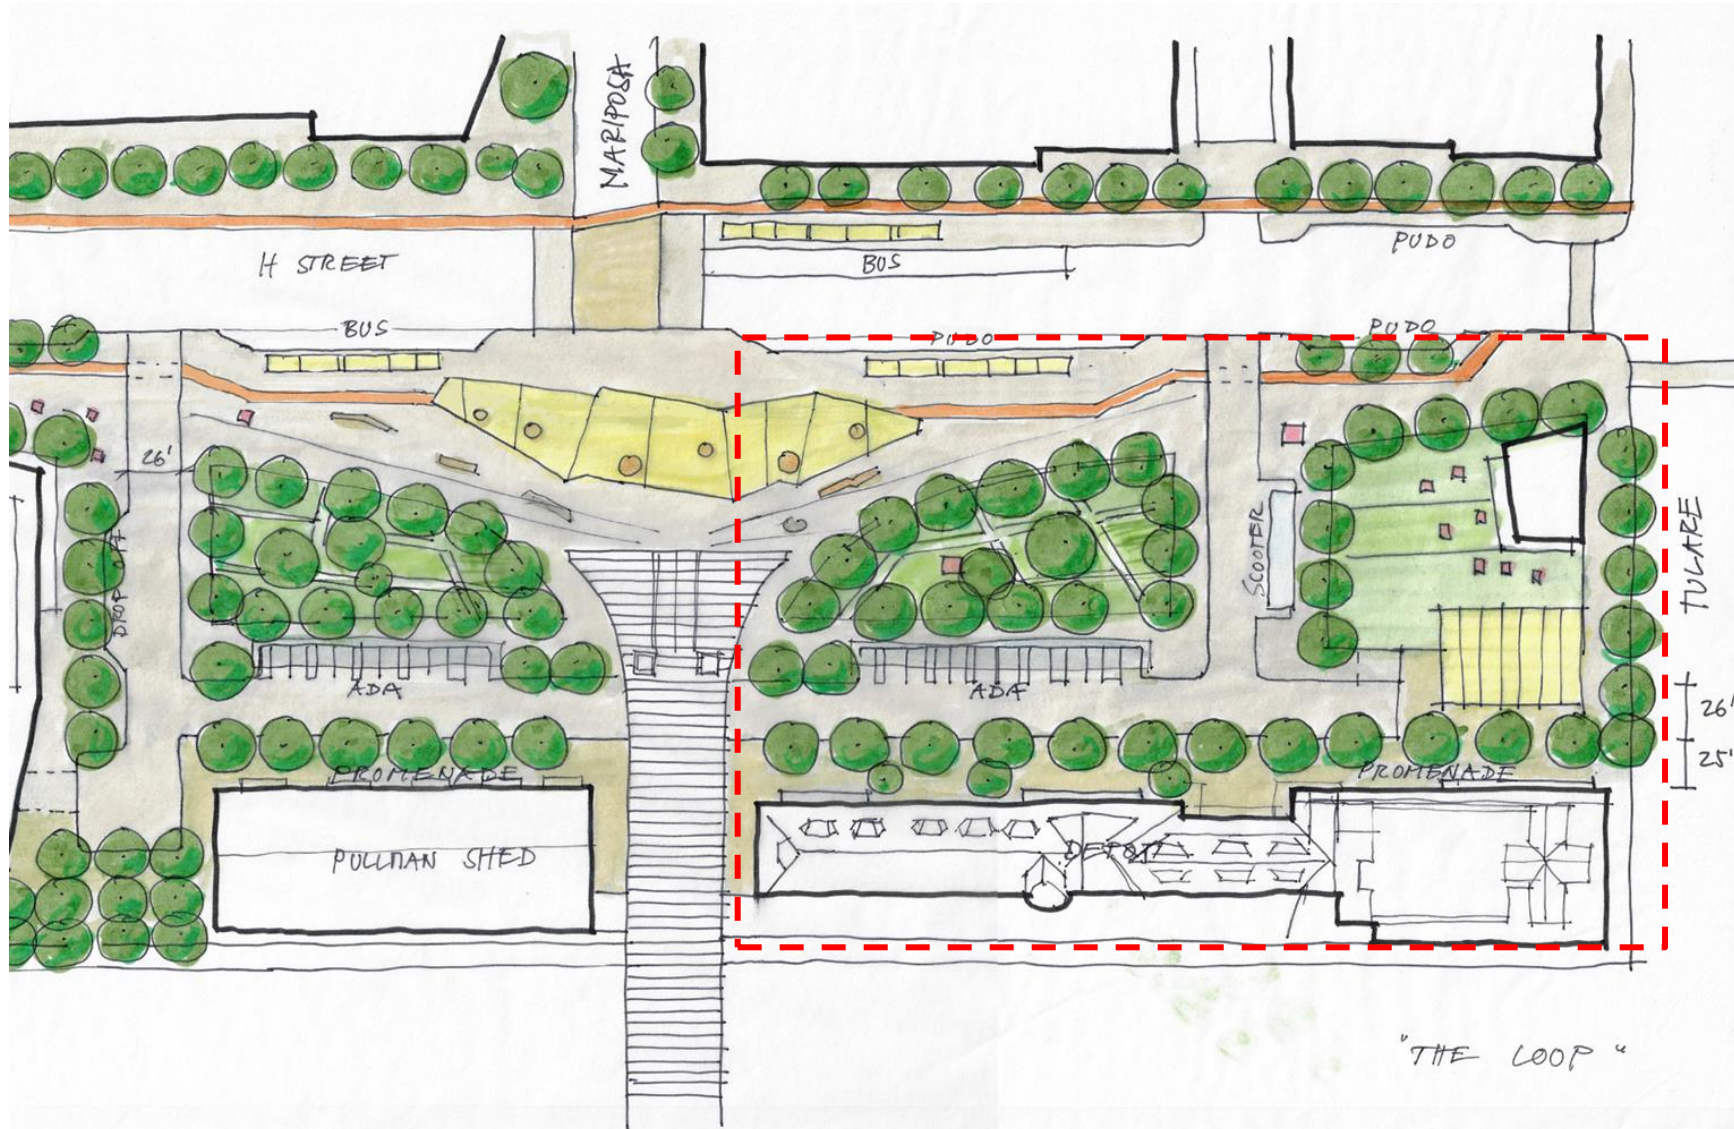 MARIPOSA
H STREET
BUS
PUDO
BUS
PUDO
PUDO
26'
DROP OFF
SCOOTER
TULARE
ADA
ADA
26'
25'
PROMENADE
PROMENADE
PULLMAN SHED
DEPOT
"THE LOOP"